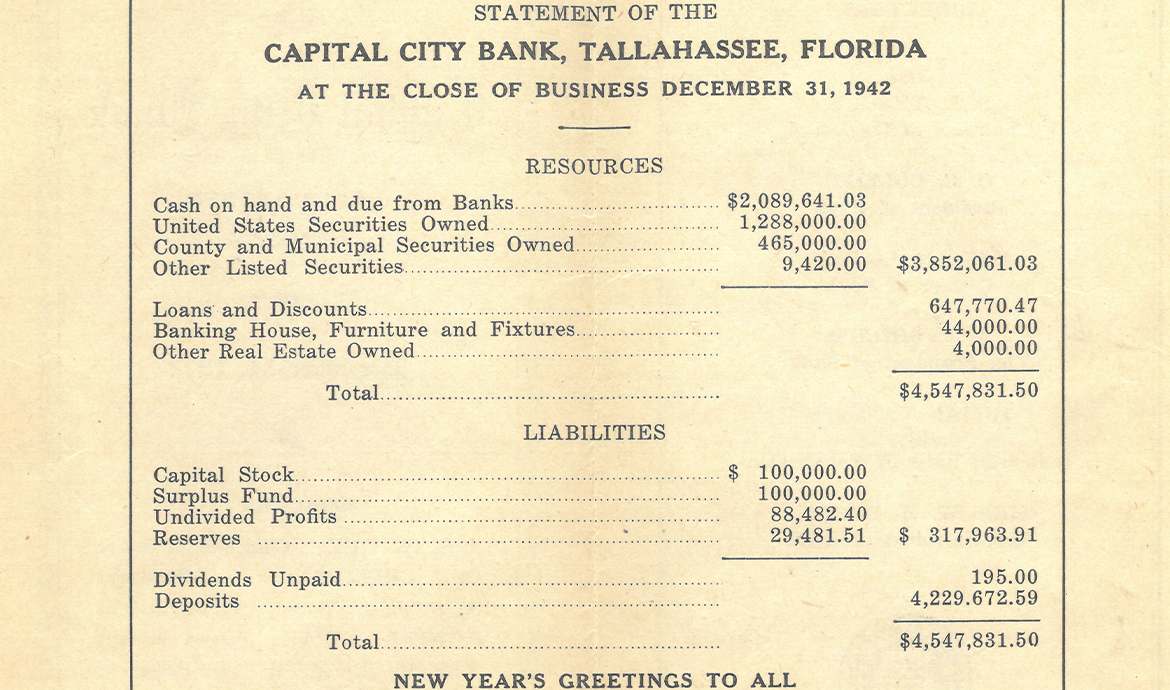 STATEMENT OF THE
CAPITAL CITY BANK, TALLAHASSEE, FLORIDA
AT THE CLOSE OF BUSINESS DECEMBER 31, 1942
RESOURCES
Cash on hand and due from Banks $2,089,641.03
United States Securities Owned 1,288,000.00
County and Municipal Securities Owned 465,000.00
Other Listed Securities 9,420.00 $3,852,061.03
Loans and Discounts 647,770.47
Banking House, Furniture and Fixtures 44,000.00
Other Real Estate Owned 4,000.00
Total $4,547,831.50
LIABILITIES
Capital Stock $ 100,000.00
Surplus Fund 100,000.00
Undivided Profits 88,482.40
Reserves 29,481.51 $ 317,963.91
Dividends Unpaid 195.00
Deposits 4,229.672.59
Total $4,547,831.50
NEW YEAR'S GREETINGS TO ALL